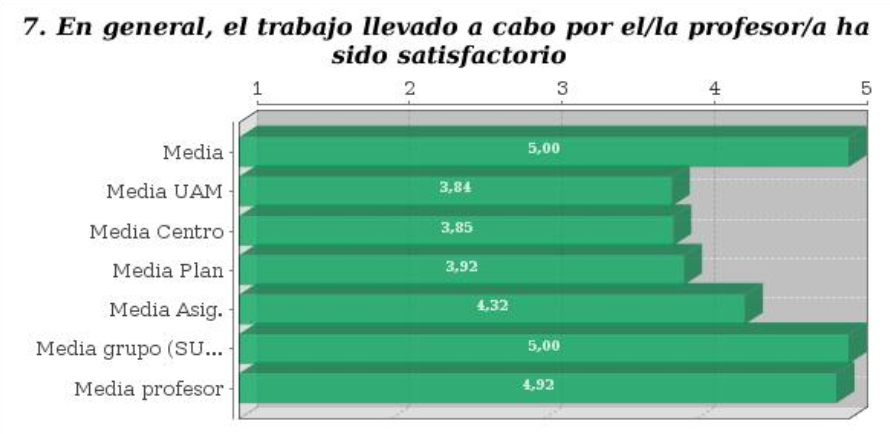 7. En general, el trabajo llevado a cabo por el/la profesor/a ha
sido satisfactorio
1 2 3 4 5
Media 5,00
Media UAM 3,84
Media Centro 3,85
Media Plan 3,92
Media Asig. 4,32
Media grupo (SU... 5,00
Media profesor 4,92